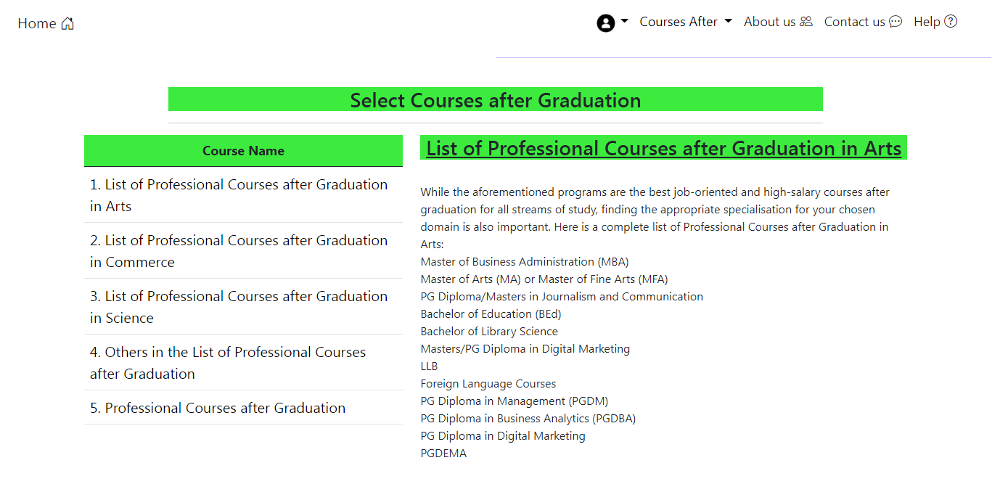 Home
Courses After
About us
Contact us
Help
Select Courses after Graduation
Course Name
1. List of Professional Courses after Graduation
in Arts
2. List of Professional Courses after Graduation
in Commerce
3. List of Professional Courses after Graduation
in Science
4. Others in the List of Professional Courses
after Graduation
5. Professional Courses after Graduation
List of Professional Courses after Graduation in Arts
While the aforementioned programs are the best job-oriented and high-salary courses after
graduation for all streams of study, finding the appropriate specialisation for your chosen
domain is also important. Here is a complete list of Professional Courses after Graduation in
Arts:
Master of Business Administration (MBA)
Master of Arts (MA) or Master of Fine Arts (MFA)
PG Diploma/Masters in Journalism and Communication
Bachelor of Education (BEd)
Bachelor of Library Science
Masters/PG Diploma in Digital Marketing
LLB
Foreign Language Courses
PG Diploma in Management (PGDM)
PG Diploma in Business Analytics (PGDBA)
PG Diploma in Digital Marketing
PGDEMA